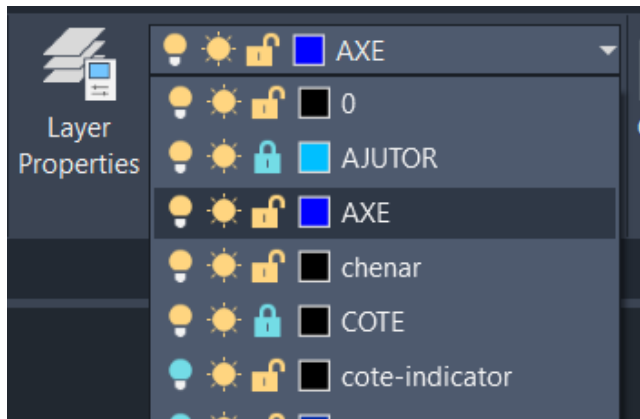 AXE
Layer
Properties
0
AJUTOR
AXE
chenar
COTE
cote-indicator